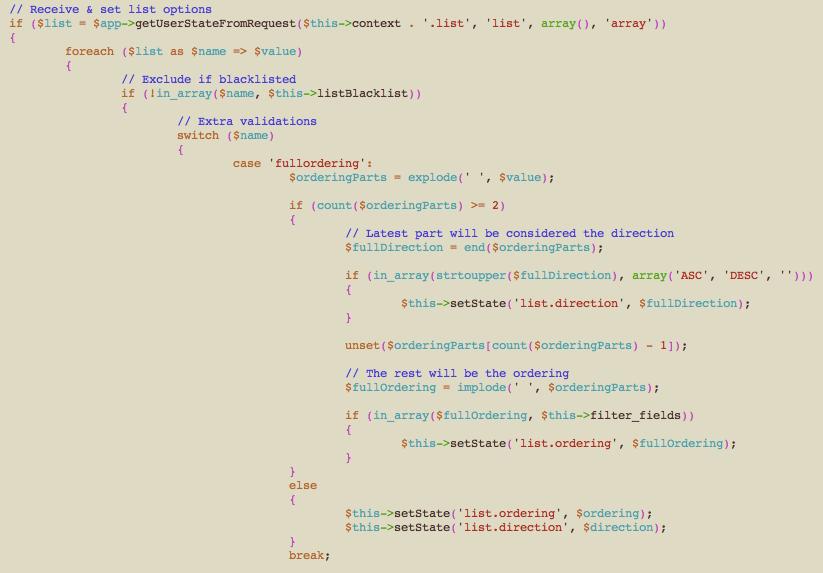 // Receive & set list options
if ($list = $app->getUserStateFromRequest($this->context . '.list', 'list', array(), 'array'))
{
foreach ($list as $name => $value)
{
// Exclude if blacklisted
if (!in_array($name, $this->listBlacklist))
{
// Extra validations
switch ($name)
{
case 'fullordering':
$orderingParts = explode(' ', $value);
if (count($orderingParts) >= 2)
{
// Latest part will be considered the direction
$fullDirection = end($orderingParts);
if (in_array(strtoupper($fullDirection), array('ASC', 'DESC', '')))
{
$this->setState('list.direction', $fullDirection);
}
unset($orderingParts[count($orderingParts) - 1]);
// The rest will be the ordering
$fullOrdering = implode(' ', $orderingParts);
if (in_array($fullOrdering, $this->filter_fields))
{
$this->setState('list.ordering', $fullOrdering);
}
}
else
{
$this->setState('list.ordering', $ordering);
$this->setState('list.direction', $direction);
}
break;